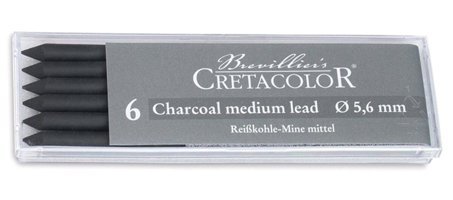 Brevillier's
CRETACOLOR®
6 Charcoal medium lead Ø 5,6 mm
Reißkohle-Mine mittel